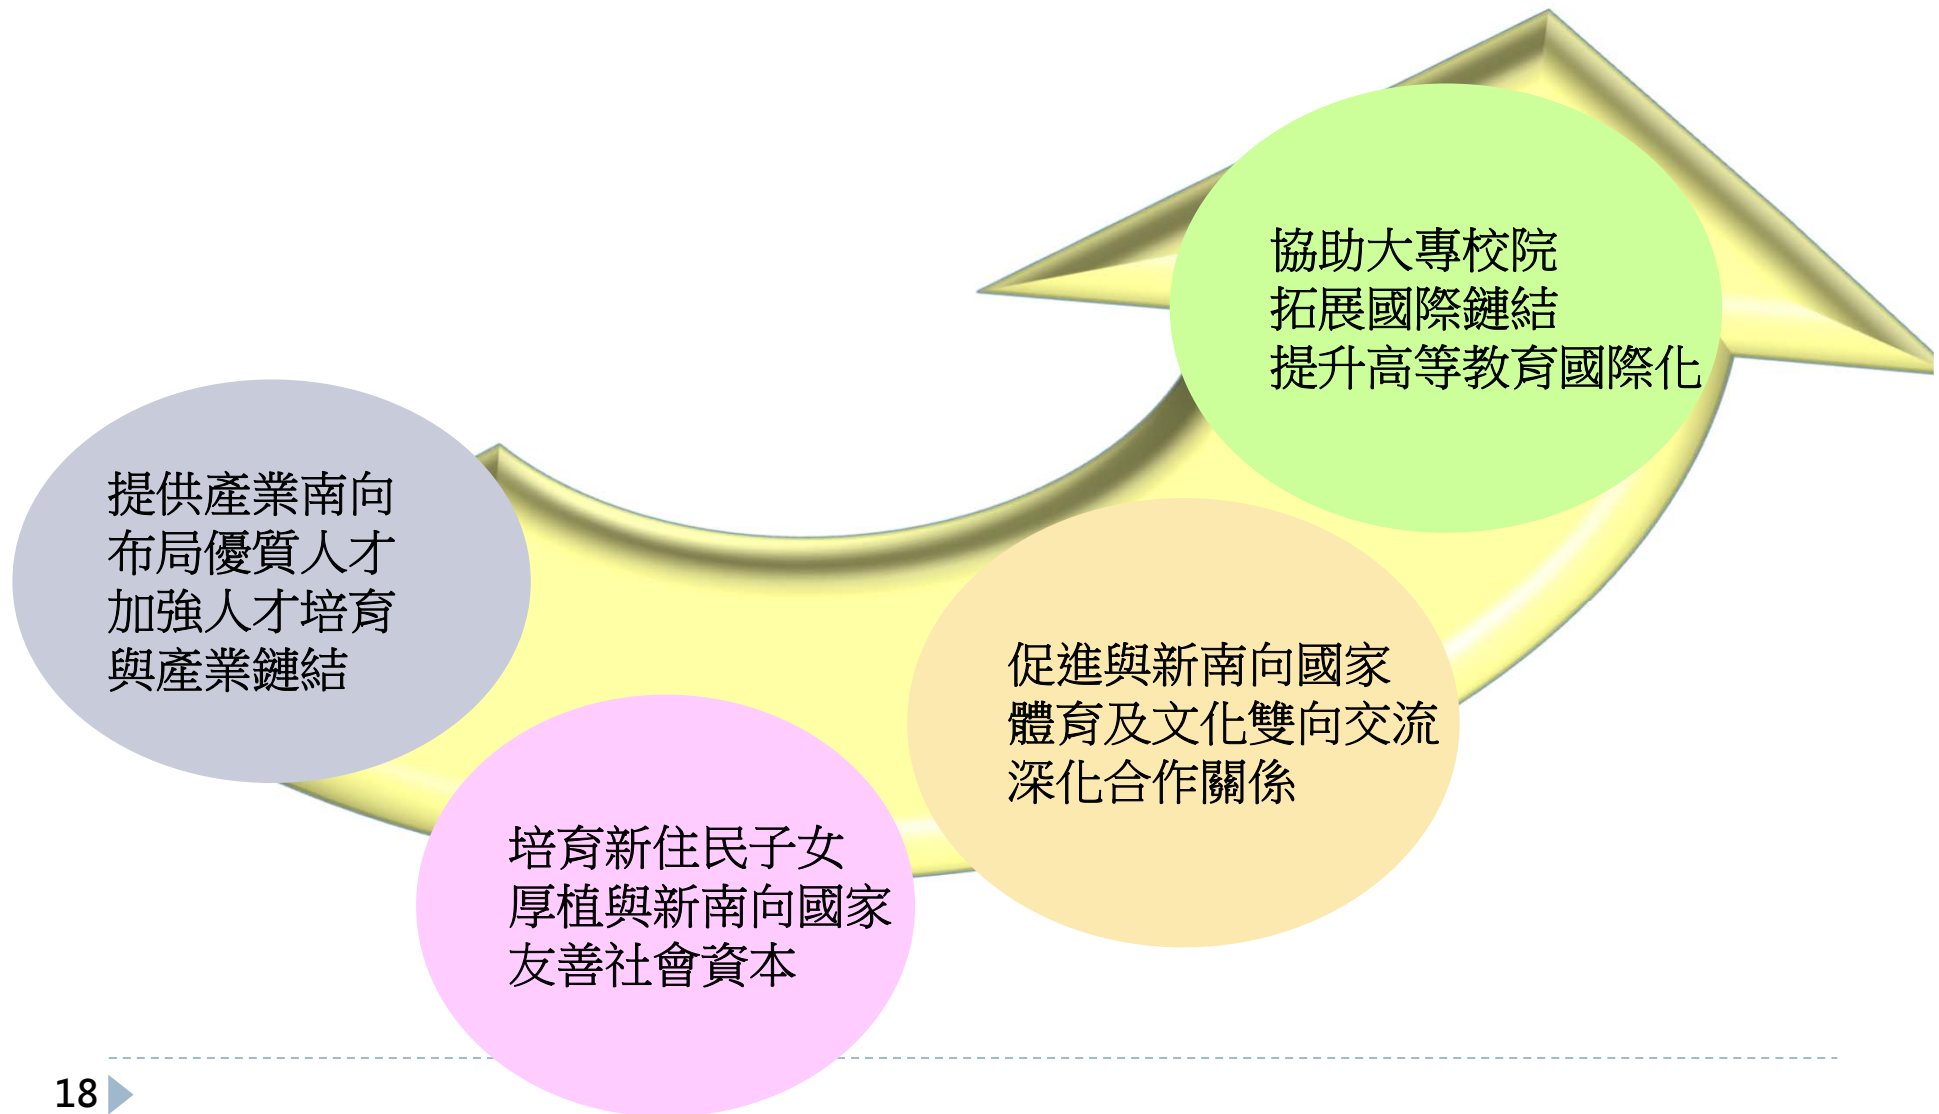 協助大專校院
拓展國際鏈結
提升高等教育國際化
提供產業南向
布局優質人才
加強人才培育
與產業鏈結
促進與新南向國家
體育及文化雙向交流
深化合作關係
培育新住民子女
厚植與新南向國家
友善社會資本
18